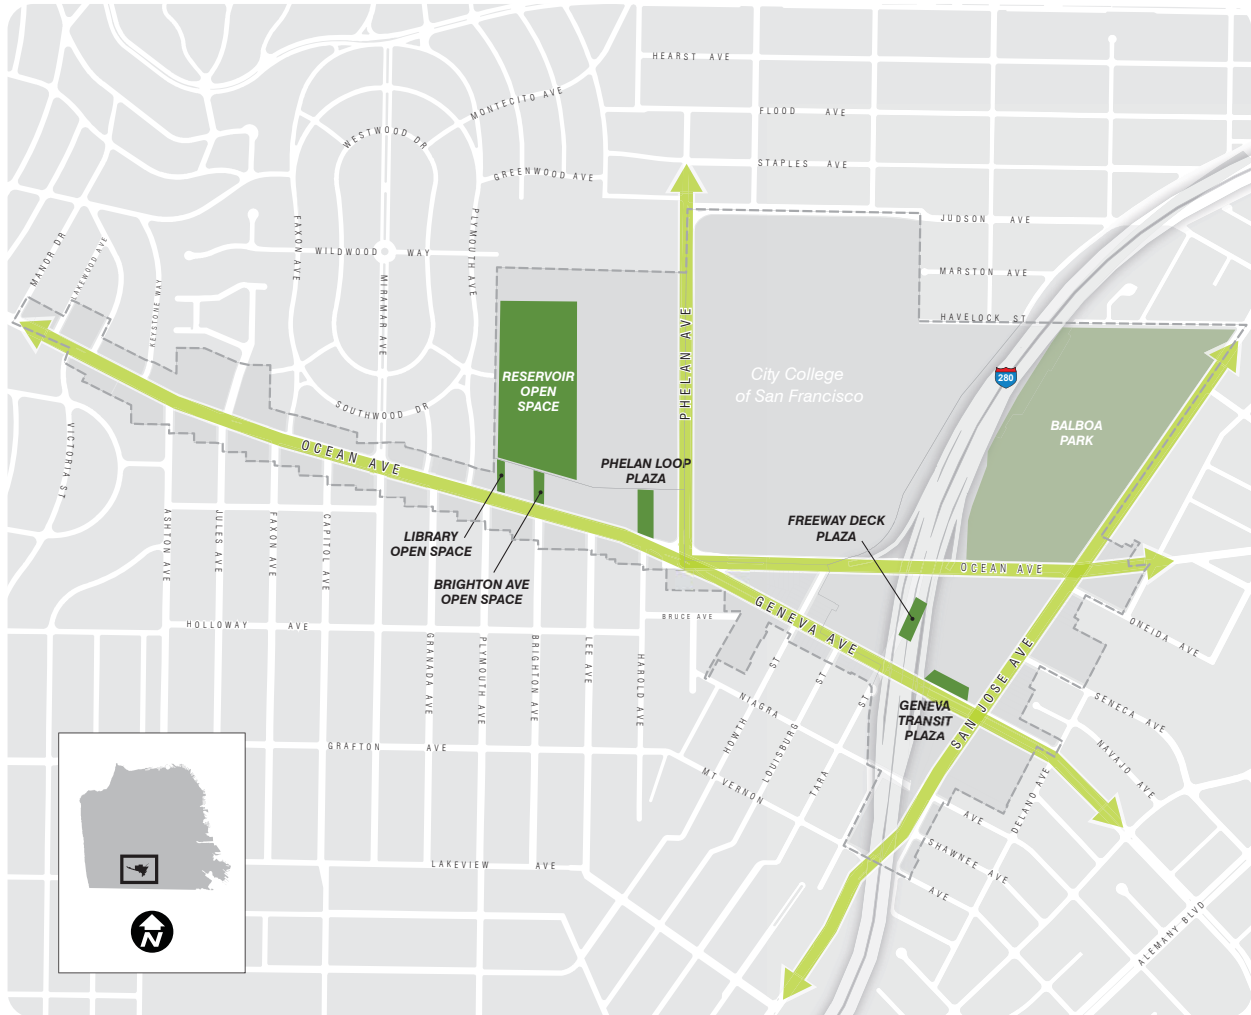 HEARST AVE
MONTECITO AVE
FLOOD AVE
WESTWOOD DR
STAPLES AVE
GREENWOOD AVE
JUDSON AVE
MANOR DR
LAKEWOOD AVE
FAXON AVE
WILDWOOD WAY
PLYMOUTH AVE
MARSTON AVE
KEYSTONE WAY
MIRAMAR AVE
HAVELOCK ST
PHELAN AVE
City College
of San Francisco
280
RESERVOIR
OPEN
SPACE
SOUTHWOOD DR
BALBOA
PARK
VICTORIA ST
OCEAN AVE
PHELAN LOOP
PLAZA
ASHTON AVE
JULES AVE
FAXON AVE
CAPITOL AVE
LIBRARY
OPEN SPACE
FREEWAY DECK
PLAZA
BRIGHTON AVE
OPEN SPACE
OCEAN AVE
HOLLOWAY AVE
BRUCE AVE
GENEVA AVE
ONEIDA AVE
GRANADA AVE
PLYMOUTH AVE
BRIGHTON AVE
LEE AVE
HAROLD AVE
NIAGRA
AVE
HOWTH ST
LOUISBURG ST
TARA ST
GENEVA
TRANSIT
PLAZA
SAN JOSE AVE
SENECA AVE
NAVAJO AVE
GRAFTON AVE
MT VERNON
AVE
DELANO AVE
SHAWNEE AVE
LAKEVIEW AVE
ALEMANY BLVD
N